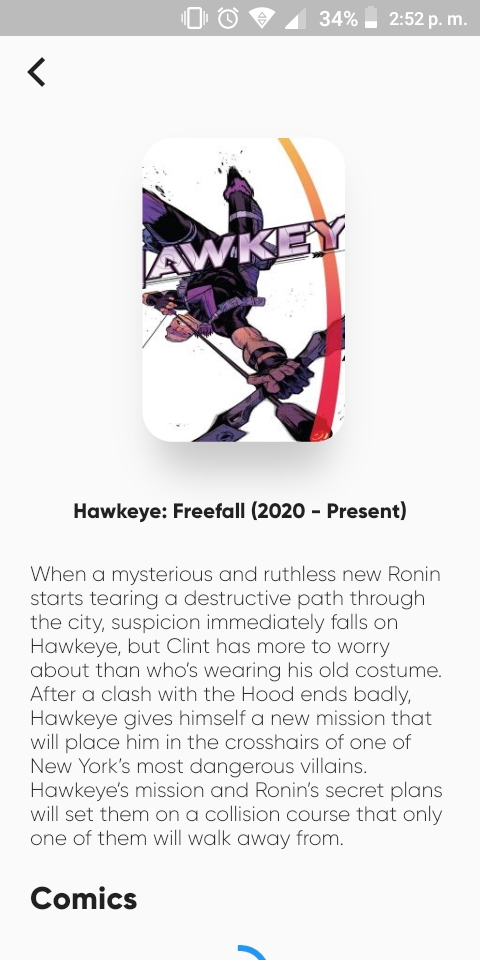 34% 2:52 p. m.
HAWKEY
Hawkeye: Freefall (2020 - Present)
When a mysterious and ruthless new Ronin
starts tearing a destructive path through
the city, suspicion immediately falls on
Hawkeye, but Clint has more to worry
about than who's wearing his old costume.
After a clash with the Hood ends badly,
Hawkeye gives himself a new mission that
will place him in the crosshairs of one of
New York's most dangerous villains.
Hawkeye's mission and Ronin's secret plans
will set them on a collision course that only
one of them will walk away from.
Comics